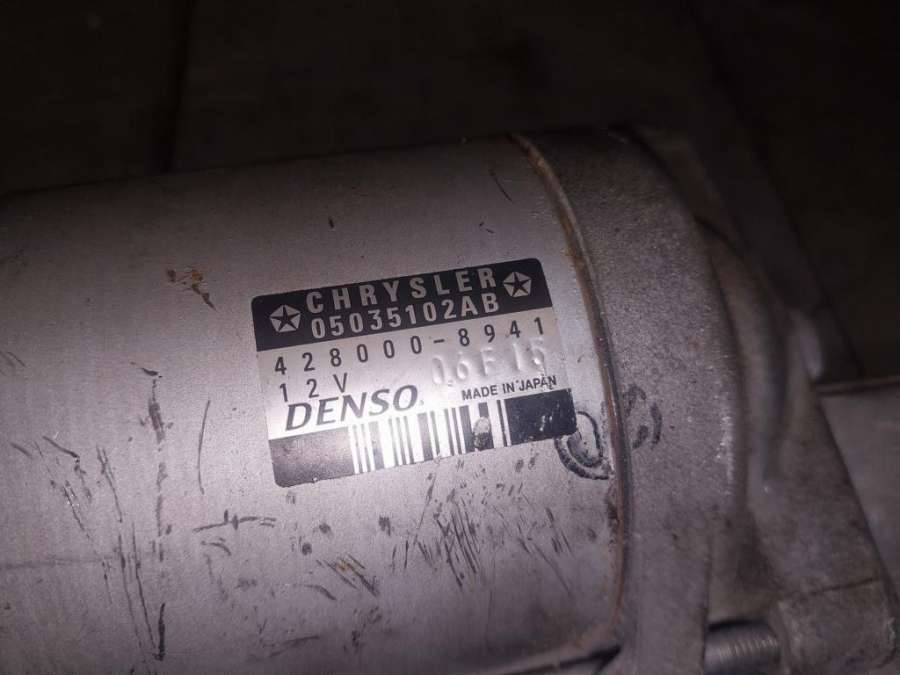 CHRYSLER
05035102AB
428000-8941
12V 06F15
DENSO MADE IN JAPAN